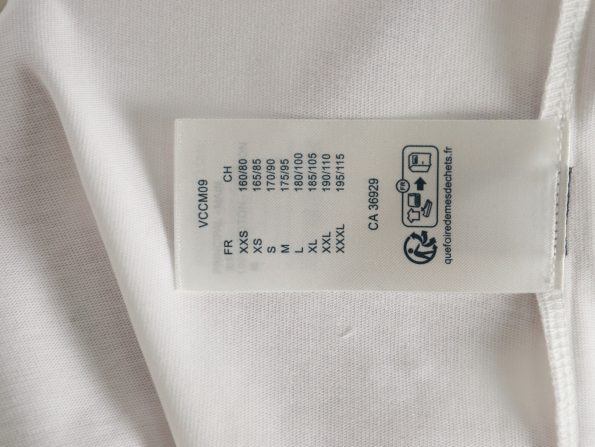 VCCM09
FR CH
XXS 160/80
XS 165/85
S 170/90
M 175/95
L 180/100
XL 185/105
XXL 190/110
XXXL 195/115
CA 36929
FR
quefairedemesdechets.fr